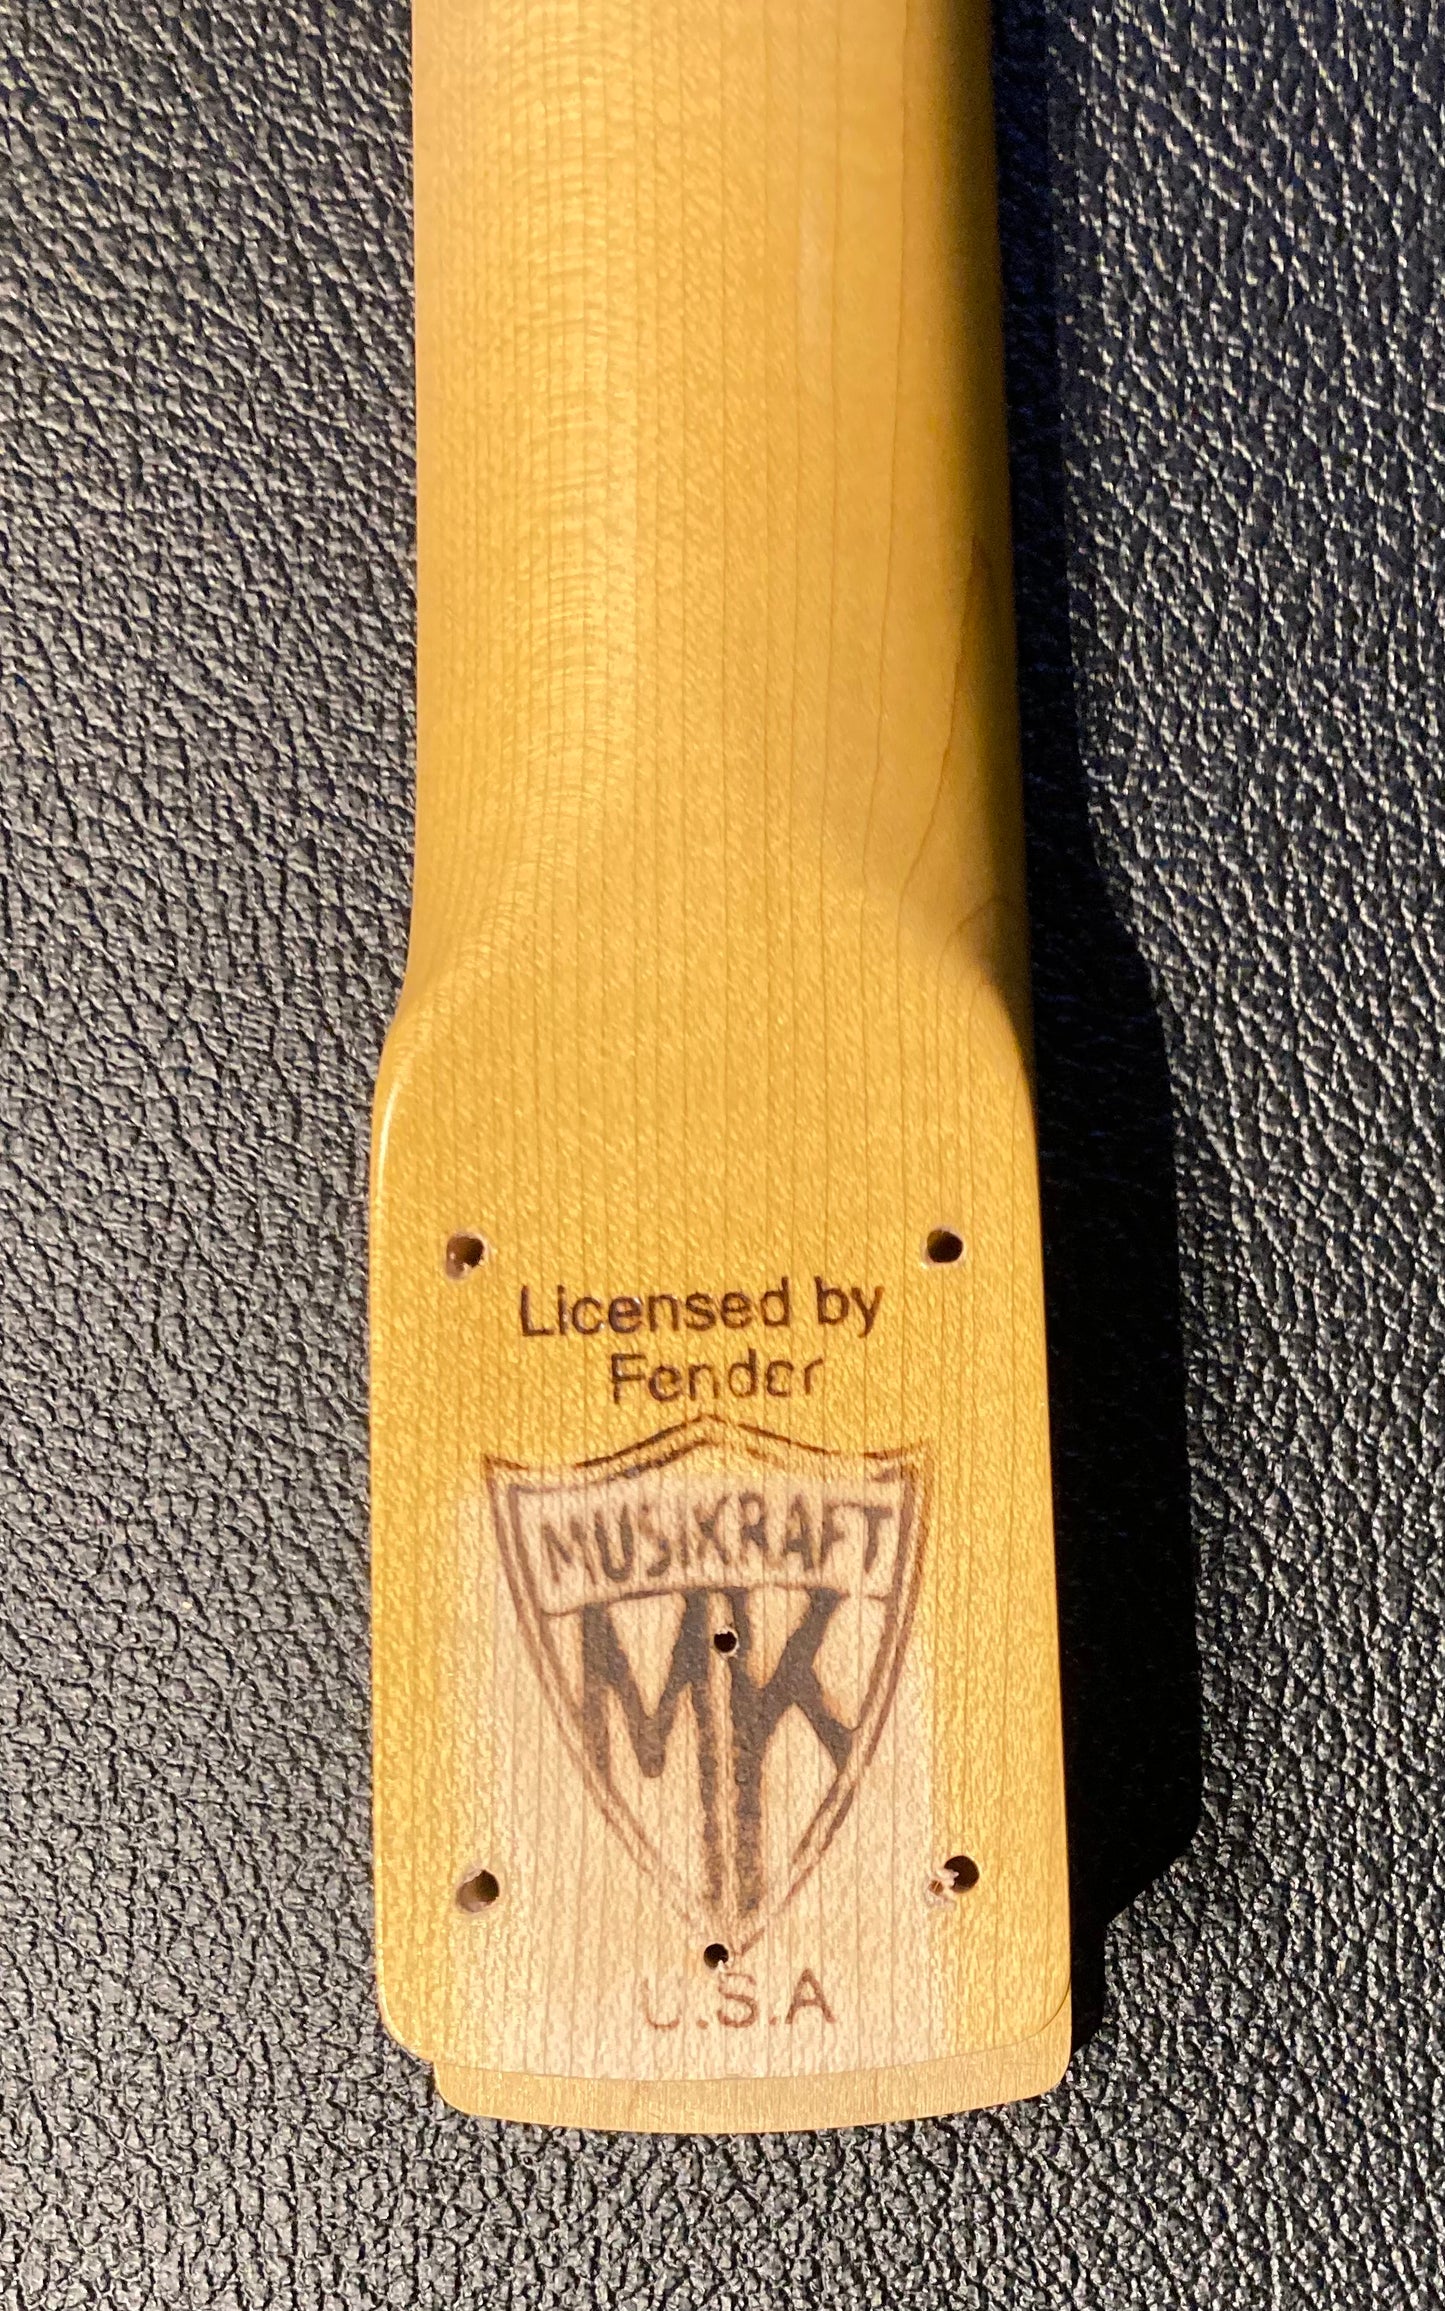 Licensed by
Fender
MUSIKRAFT
MK
U.S.A